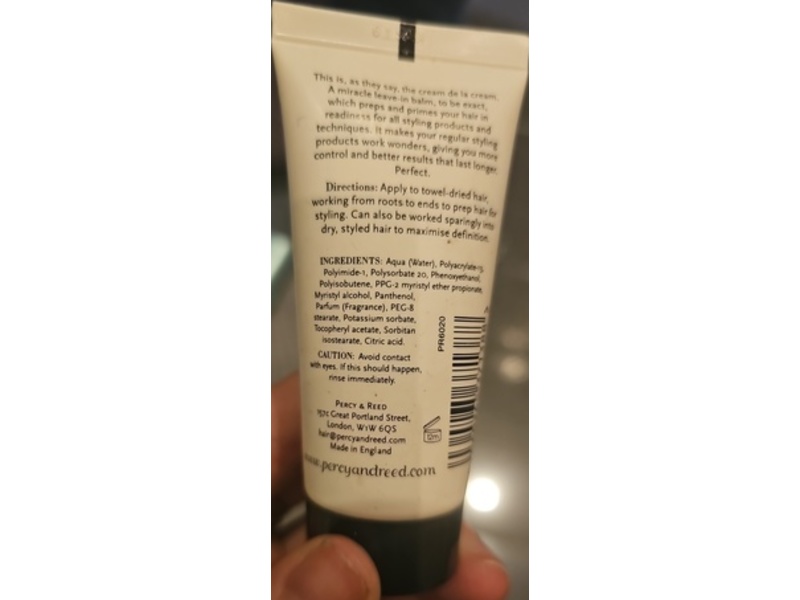 This is, as they say, the cream de la cream.
A miracle leave-in balm, to be exact,
which preps and primes your hair in
readiness for all styling products and
techniques. It makes your regular styling
products work wonders, giving you more
control and better results that last longer.
Perfect.
Directions: Apply to towel-dried hair,
working from roots to ends to prep hair for
styling. Can also be worked sparingly into
dry, styled hair to maximise definition.
INGREDIENTS: Aqua (Water), Polyacrylate-13,
Polyimide-1, Polysorbate 20, Phenoxyethanol,
Polyisobutene, PPG-2 myristyl ether propionate,
Myristyl alcohol, Panthenol,
Parfum (Fragrance), PEG-8
stearate, Potassium sorbate,
Tocopheryl acetate, Sorbitan
isostearate, Citric acid.
CAUTION: Avoid contact
with eyes. If this should happen,
rinse immediately.
PERCY & REED
157c Great Portland Street,
London, W1W 6QS
hair@percyandreed.com
Made in England
www.percyandreed.com
PR6020
12m